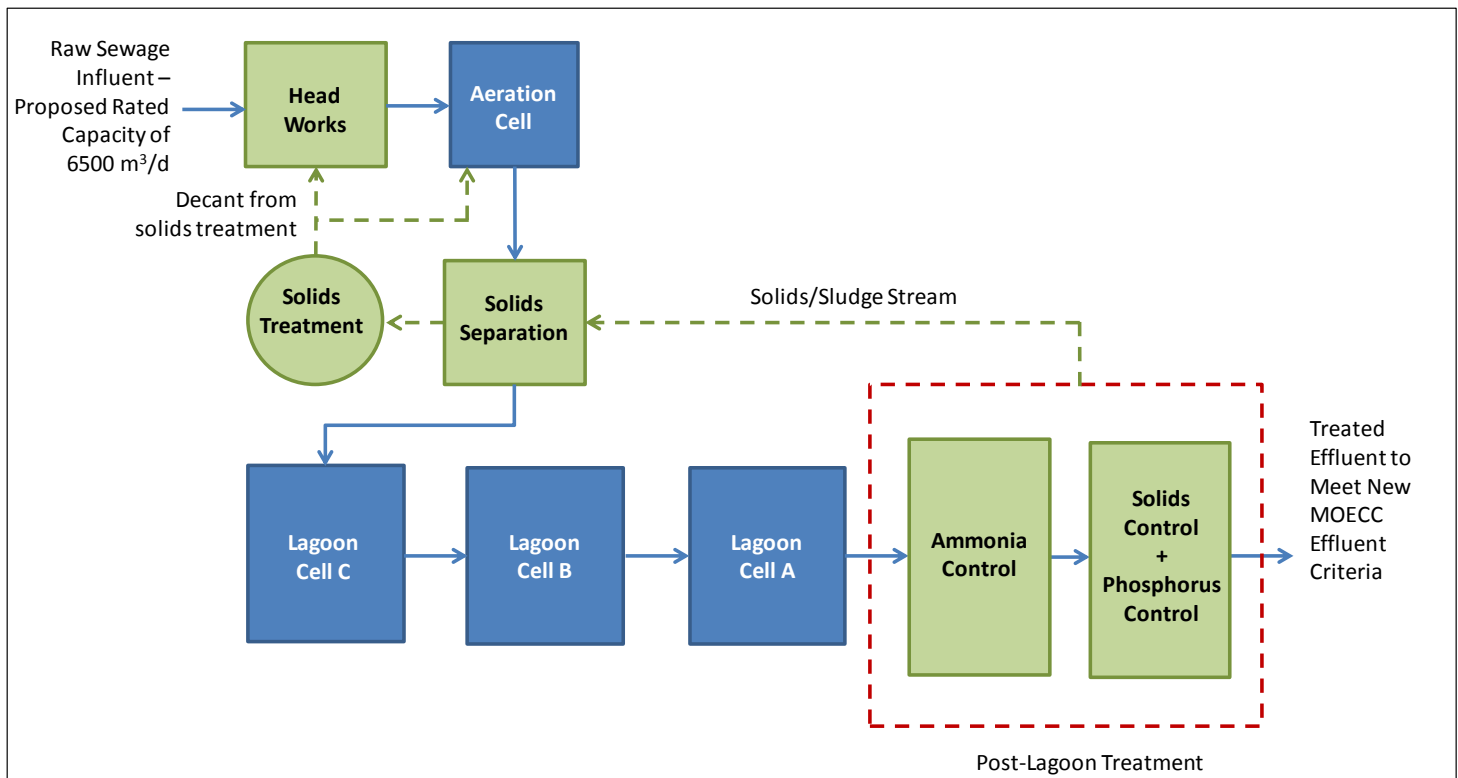 Raw Sewage
Influent –
Proposed Rated
Capacity of
6500 m³/d
Head
Works
Aeration
Cell
Decant from
solids treatment
Solids
Treatment
Solids
Separation
Solids/Sludge Stream
Lagoon
Cell C
Lagoon
Cell B
Lagoon
Cell A
Ammonia
Control
Solids
Control
+
Phosphorus
Control
Treated
Effluent to
Meet New
MOECC
Effluent
Criteria
Post-Lagoon Treatment